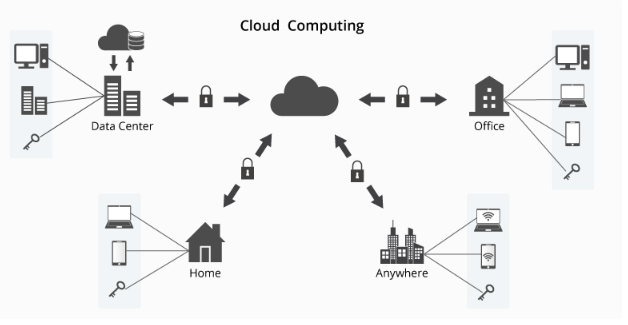 Cloud Computing
Data Center
Office
Home
Anywhere